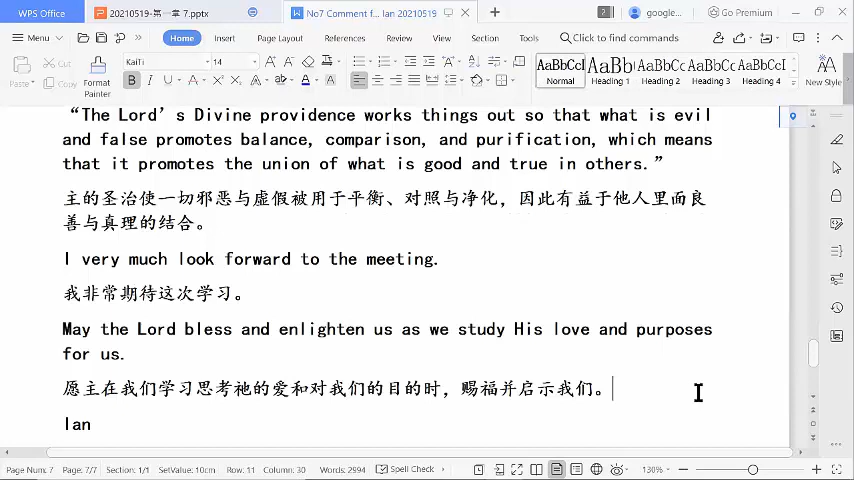 WPS Office
20210519-第一章 7.pptx
No7 Comment f... Ian 20210519
2
google...
Go Premium
Menu
Home
Insert
Page Layout
References
Review
View
Section
Tools
Click to find commands
Paste
Cut
Copy
Format Painter
KaiTi
14
AaBbCcI
AaBb
AaBbCc
AaBbCc
AaBbCcI
Normal
Heading 1
Heading 2
Heading 3
Heading 4
New Style
“The Lord’s Divine providence works things out so that what is evil
and false promotes balance, comparison, and purification, which means
that it promotes the union of what is good and true in others.”
主的圣治使一切邪恶与虚假被用于平衡、对照与净化，因此有益于他人里面良
善与真理的结合。
I very much look forward to the meeting.
我非常期待这次学习。
May the Lord bless and enlighten us as we study His love and purposes
for us.
愿主在我们学习思考祂的爱和对我们的目的时，赐福并启示我们。
Ian
Page Num: 7
Page: 7/7
Section: 1/1
SetValue: 10cm
Row: 11
Column: 30
Words: 2994
Spell Check
130%